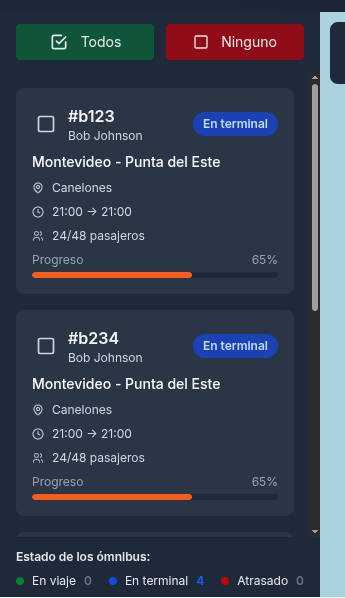 Todos
Ninguno
#b123
Bob Johnson
En terminal
Montevideo - Punta del Este
Canelones
21:00 → 21:00
24/48 pasajeros
Progreso 65%
#b234
Bob Johnson
En terminal
Montevideo - Punta del Este
Canelones
21:00 → 21:00
24/48 pasajeros
Progreso 65%
Estado de los ómnibus:
En viaje 0 En terminal 4 Atrasado 0